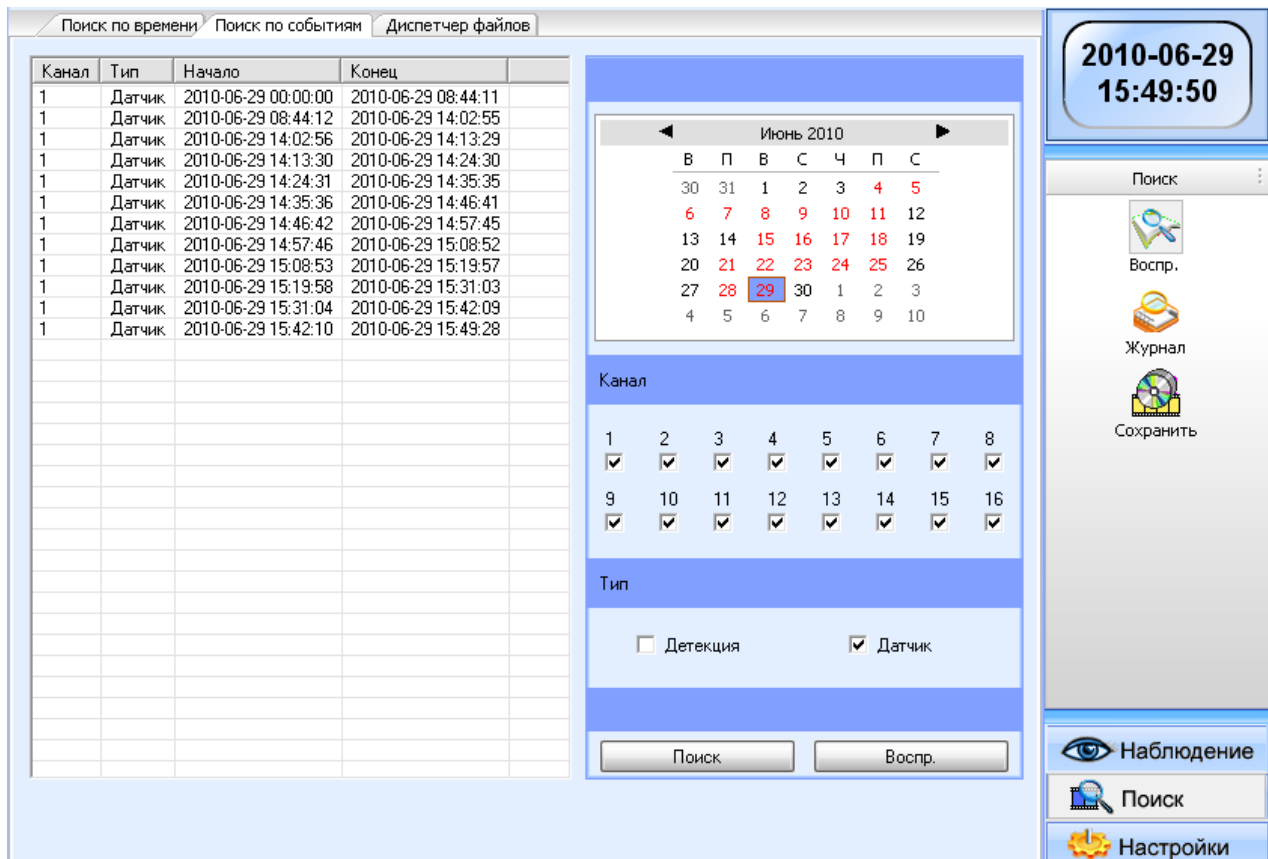 Поиск по времени Поиск по событиям Диспетчер файлов
Канал Тип Начало Конец
1 Датчик 2010-06-29 00:00:00 2010-06-29 08:44:11
1 Датчик 2010-06-29 08:44:12 2010-06-29 14:02:55
1 Датчик 2010-06-29 14:02:56 2010-06-29 14:13:29
1 Датчик 2010-06-29 14:13:30 2010-06-29 14:24:30
1 Датчик 2010-06-29 14:24:31 2010-06-29 14:35:35
1 Датчик 2010-06-29 14:35:36 2010-06-29 14:46:41
1 Датчик 2010-06-29 14:46:42 2010-06-29 14:57:45
1 Датчик 2010-06-29 14:57:46 2010-06-29 15:08:52
1 Датчик 2010-06-29 15:08:53 2010-06-29 15:19:57
1 Датчик 2010-06-29 15:19:58 2010-06-29 15:31:03
1 Датчик 2010-06-29 15:31:04 2010-06-29 15:42:09
1 Датчик 2010-06-29 15:42:10 2010-06-29 15:49:28
Июнь 2010
В П В С Ч П С
30 31 1 2 3 4 5
6 7 8 9 10 11 12
13 14 15 16 17 18 19
20 21 22 23 24 25 26
27 28 29 30 1 2 3
4 5 6 7 8 9 10
Канал
1 2 3 4 5 6 7 8
9 10 11 12 13 14 15 16
Тип
Детекция Датчик
Поиск Воспр.
2010-06-29
15:49:50
Поиск
Воспр.
Журнал
Сохранить
Наблюдение
Поиск
Настройки